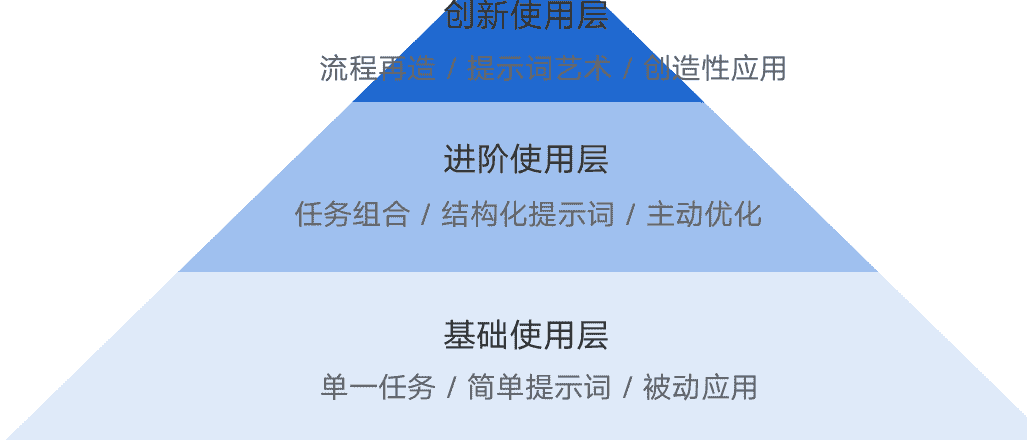 创新使用层
流程再造 / 提示词艺术 / 创造性应用
进阶使用层
任务组合 / 结构化提示词 / 主动优化
基础使用层
单一任务 / 简单提示词 / 被动应用